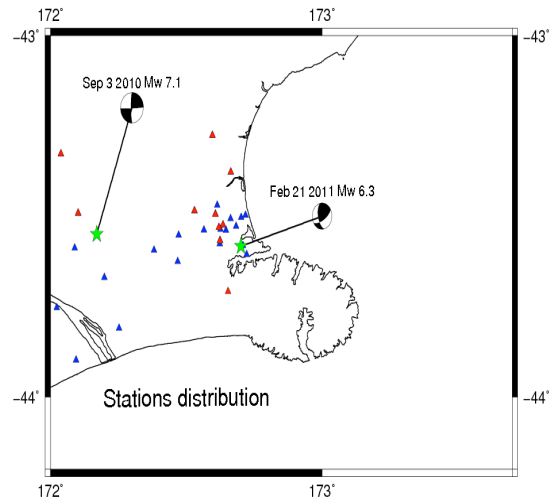 172° 173°
-43° -43°
Sep 3 2010 Mw 7.1
Feb 21 2011 Mw 6.3
-44° -44°
Stations distribution
172° 173°